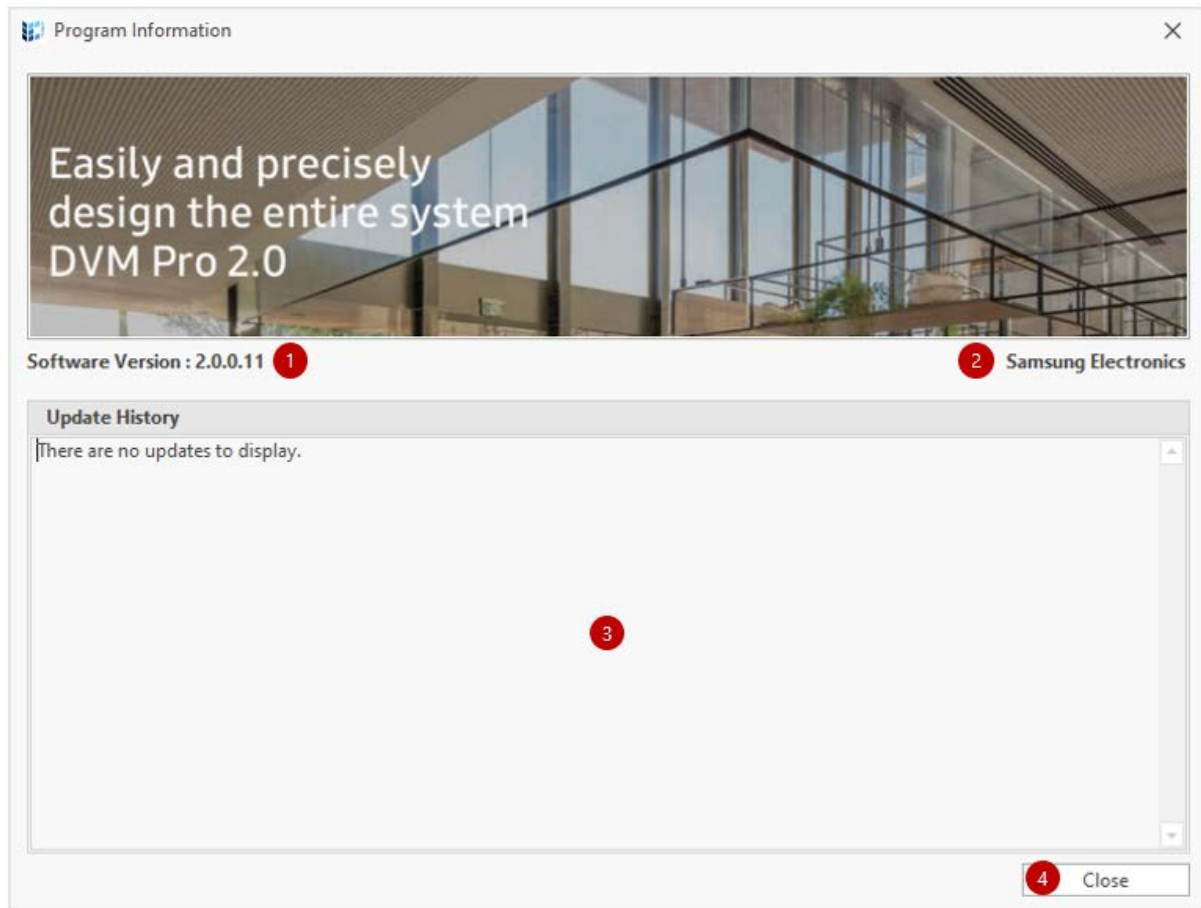 Program Information
Easily and precisely
design the entire system
DVM Pro 2.0
Software Version : 2.0.0.11 1
2 Samsung Electronics
Update History
There are no updates to display.
3
4 Close